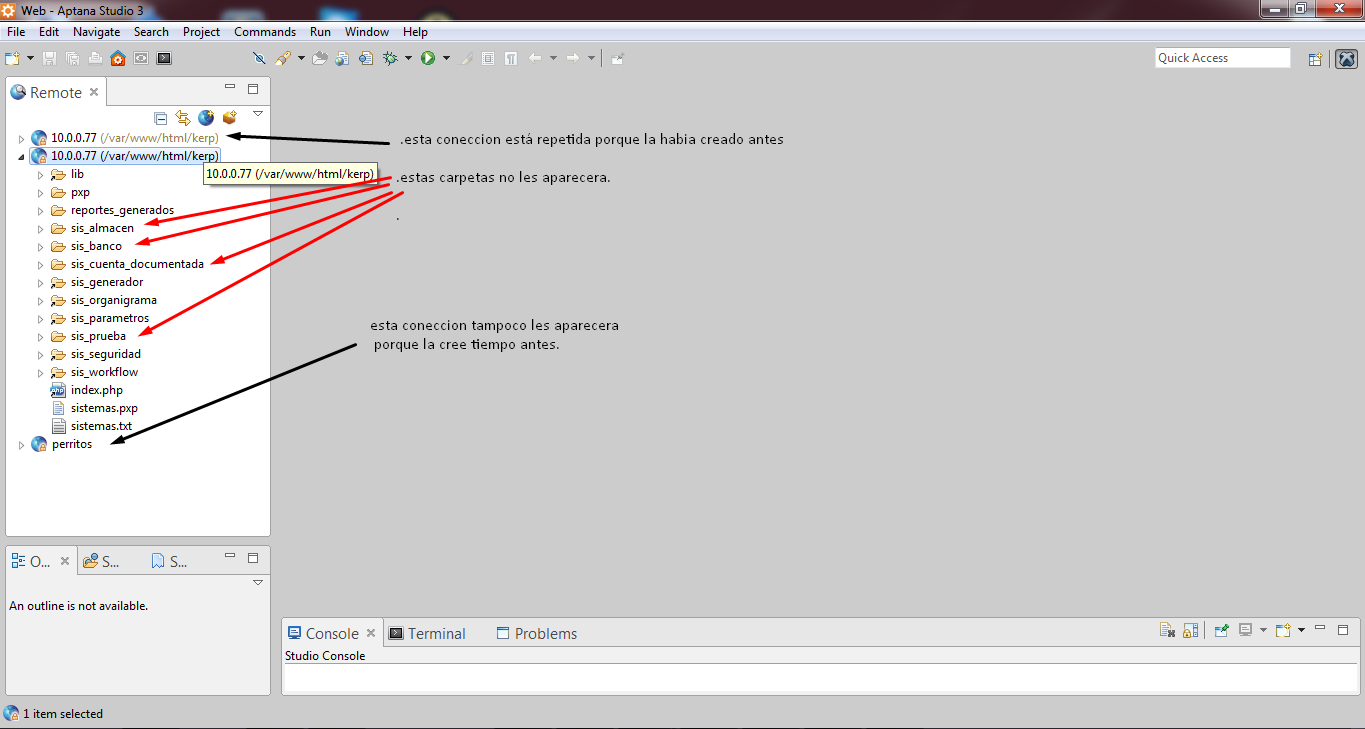 Web - Aptana Studio 3
File Edit Navigate Search Project Commands Run Window Help
Quick Access
Remote
10.0.0.77 (/var/www/html/kerp)
.esta coneccion está repetida porque la habia creado antes
10.0.0.77 (/var/www/html/kerp)
lib
10.0.0.77 (/var/www/html/kerp)
.estas carpetas no les aparecera.
pxp
reportes_generados
.
sis_almacen
sis_banco
sis_cuenta_documentada
sis_generador
sis_organigrama
sis_parametros
sis_prueba
sis_seguridad
sis_workflow
index.php
sistemas.pxp
sistemas.txt
perritos
esta coneccion tampoco les aparecera
porque la cree tiempo antes.
O... S... S...
An outline is not available.
Console Terminal Problems
Studio Console
1 item selected